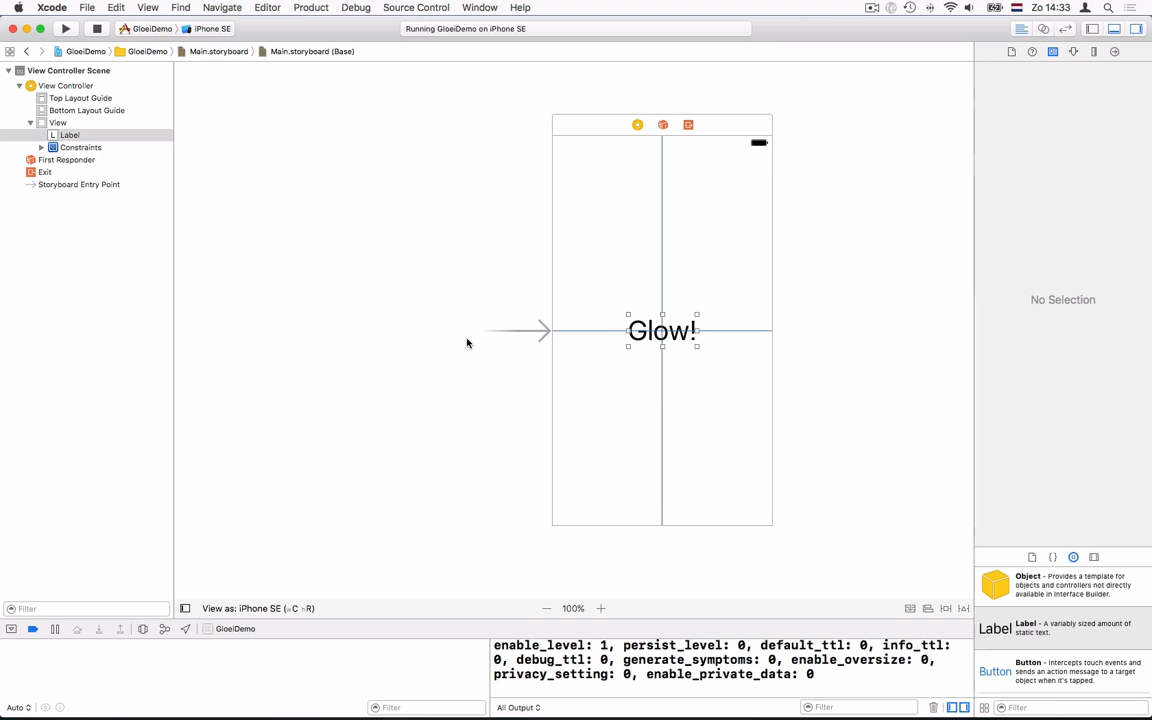 Xcode File Edit View Find Navigate Editor Product Debug Source Control Window Help Zo 14:33
GloeiDemo iPhone SE Running GloeiDemo on iPhone SE
GloeiDemo GloeiDemo Main.storyboard Main.storyboard (Base)
View Controller Scene
View Controller
Top Layout Guide
Bottom Layout Guide
View
L Label
Constraints
First Responder
Exit
Storyboard Entry Point
Glow!
No Selection
Object - Provides a template for
objects and controllers not directly
available in Interface Builder.
Label
Label - A variably sized amount of
static text.
Button
Button - Intercepts touch events and
sends an action message to a target
object when it's tapped.
Filter
View as: iPhone SE (wC hR)
100%
GloeiDemo
enable_level: 1, persist_level: 0, default_ttl: 0, info_ttl:
0, debug_ttl: 0, generate_symptoms: 0, enable_oversize: 0,
privacy_setting: 0, enable_private_data: 0
Auto Filter All Output Filter Filter